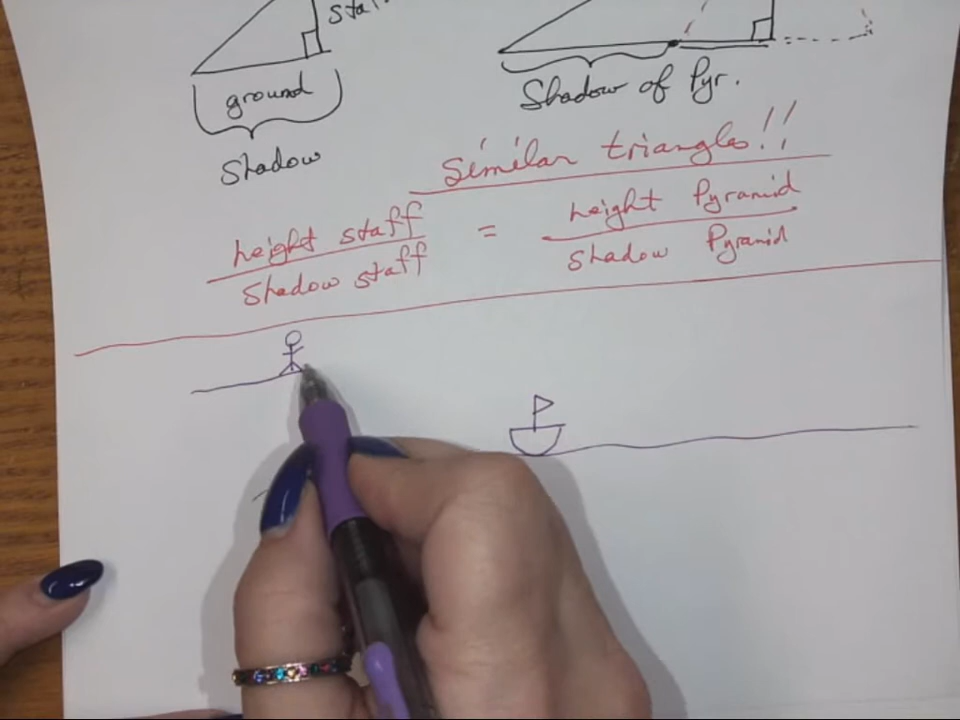 ground
Shadow
Shadow of Pyr.
Similar triangles!!
height staff = height Pyramid
Shadow staff shadow Pyramid